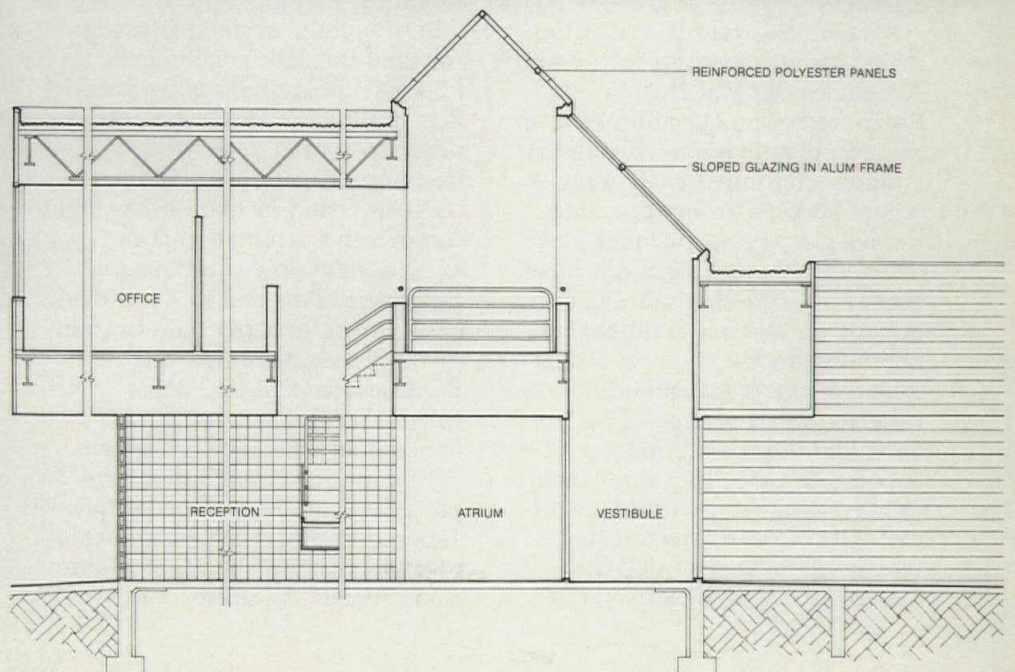 REINFORCED POLYESTER PANELS
SLOPED GLAZING IN ALUM FRAME
OFFICE
RECEPTION
ATRIUM
VESTIBULE